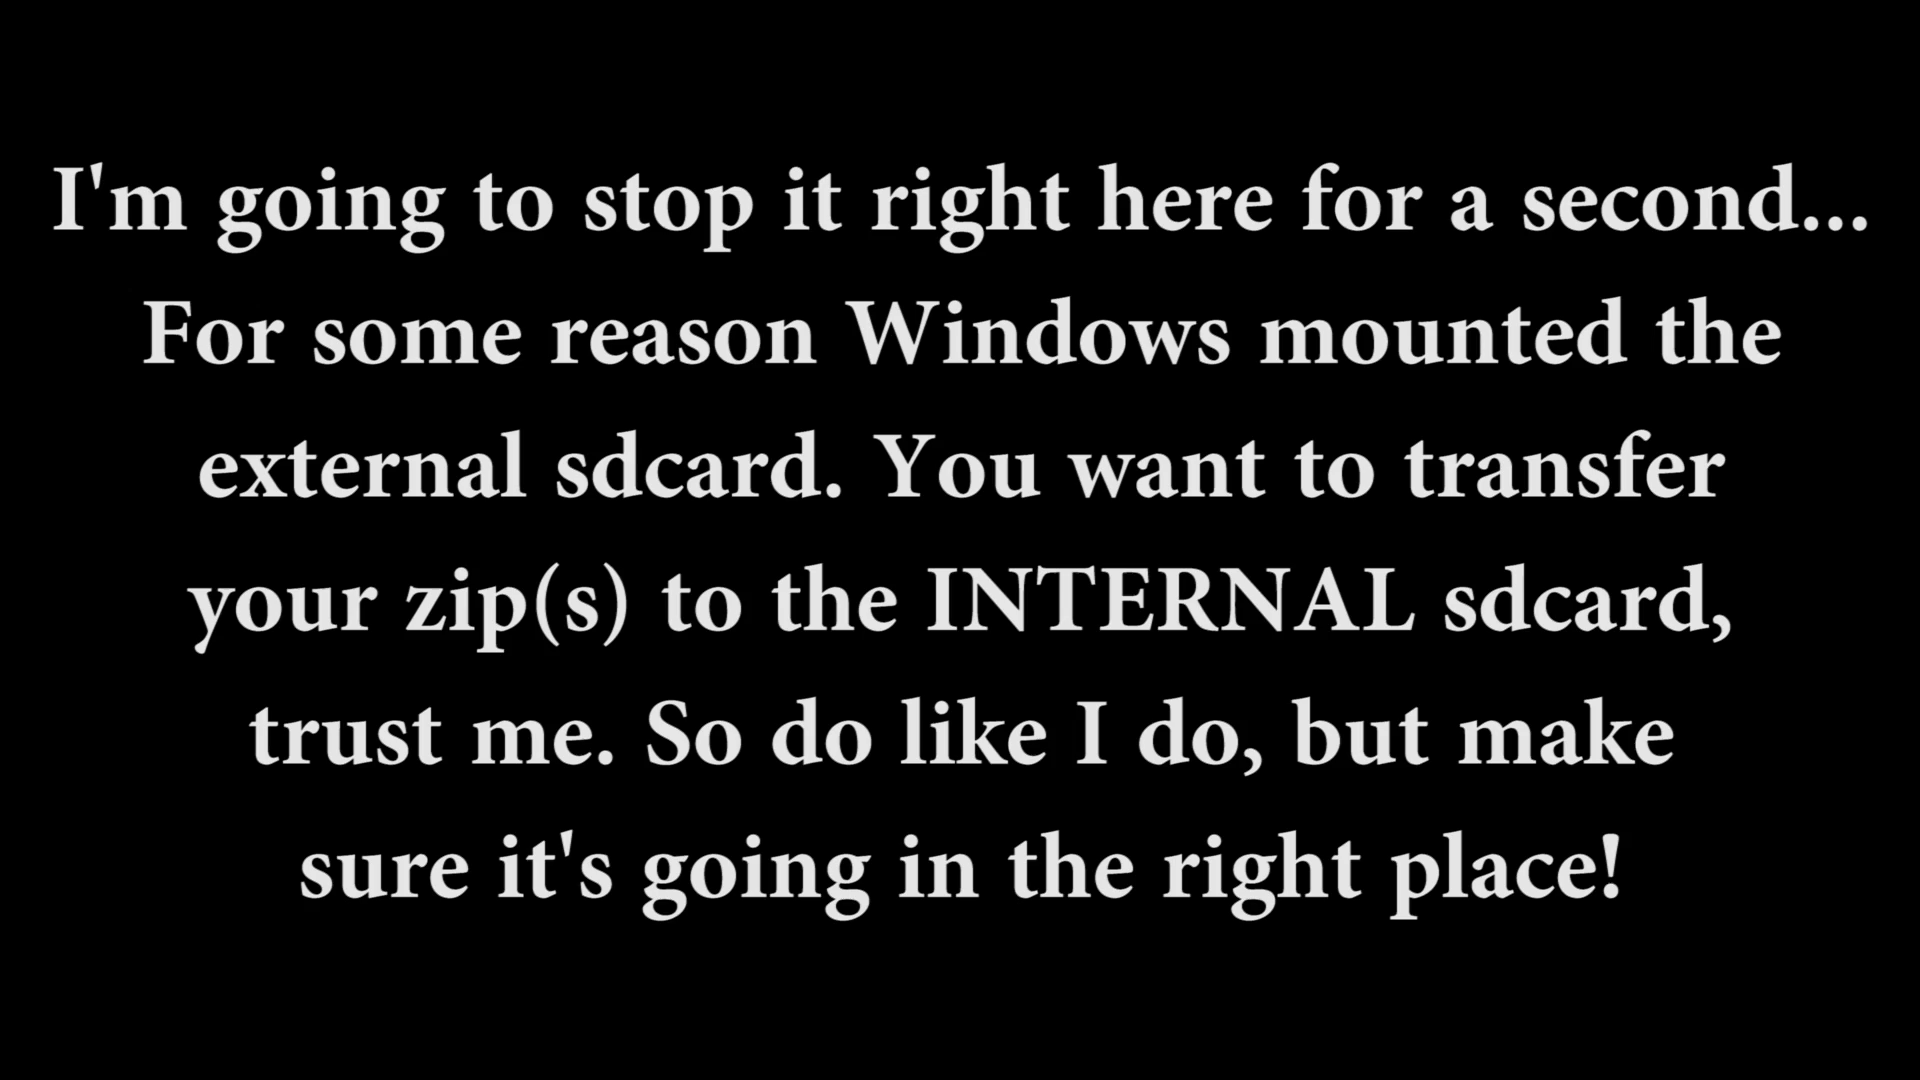 I'm going to stop it right here for a second...
For some reason Windows mounted the
external sdcard. You want to transfer
your zip(s) to the INTERNAL sdcard,
trust me. So do like I do, but make
sure it's going in the right place!